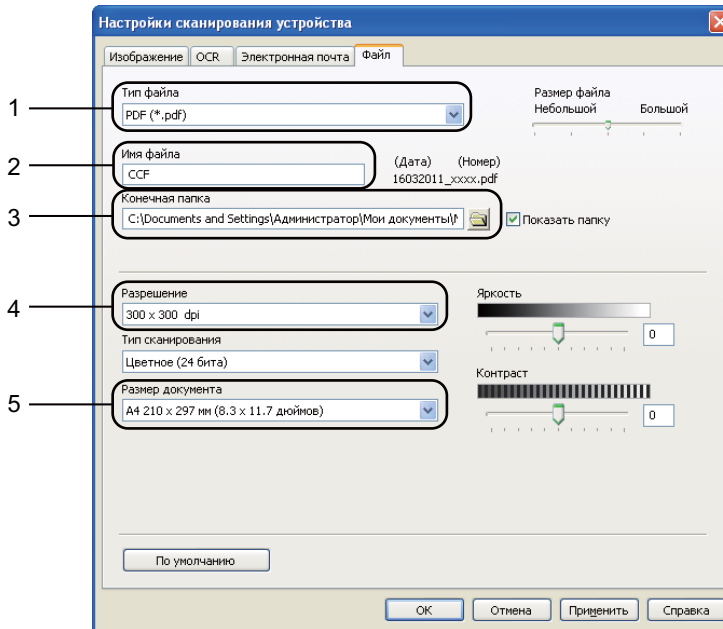 Настройки сканирования устройства
Изображение OCR Электронная почта Файл
1
Тип файла
PDF (*.pdf)
Размер файла
Небольшой Большой
2
Имя файла
CCF
(Дата) (Номер)
16032011_xxxx.pdf
3
Конечная папка
C:\Documents and Settings\Администратор\Мои документы\
Показать папку
4
Разрешение
300 x 300 dpi
Яркость
0
Тип сканирования
Цветное (24 бита)
Контраст
0
5
Размер документа
A4 210 x 297 мм (8.3 x 11.7 дюймов)
По умолчанию
OK Отмена Применить Справка